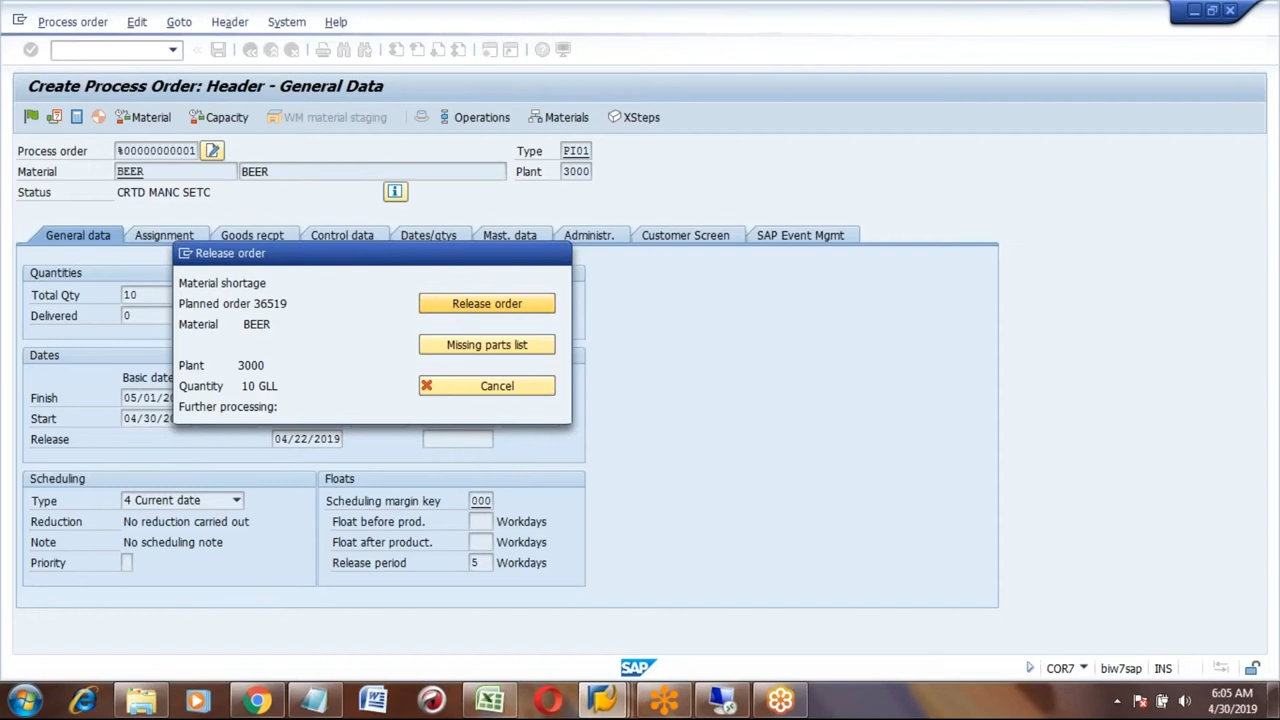 Process order Edit Goto Header System Help
Create Process Order: Header - General Data
Material Capacity WM material staging Operations Materials XSteps
Process order %00000000001 Type PI01
Material BEER BEER Plant 3000
Status CRTD MANC SETC
General data Assignment Goods recpt Control data Dates/qtys Mast. data Administr. Customer Screen SAP Event Mgmt
Release order
Quantities
Material shortage
Total Qty 10
Planned order 36519 Release order
Delivered 0
Material BEER
Missing parts list
Dates
Plant 3000
Basic date
Quantity 10 GLL Cancel
Finish 05/01/20
Further processing:
Start 04/30/20
Release 04/22/2019
Scheduling Floats
Type 4 Current date Scheduling margin key 000
Reduction No reduction carried out Float before prod. Workdays
Note No scheduling note Float after product. Workdays
Priority Release period 5 Workdays
SAP COR7 biw7sap INS
6:05 AM
4/30/2019